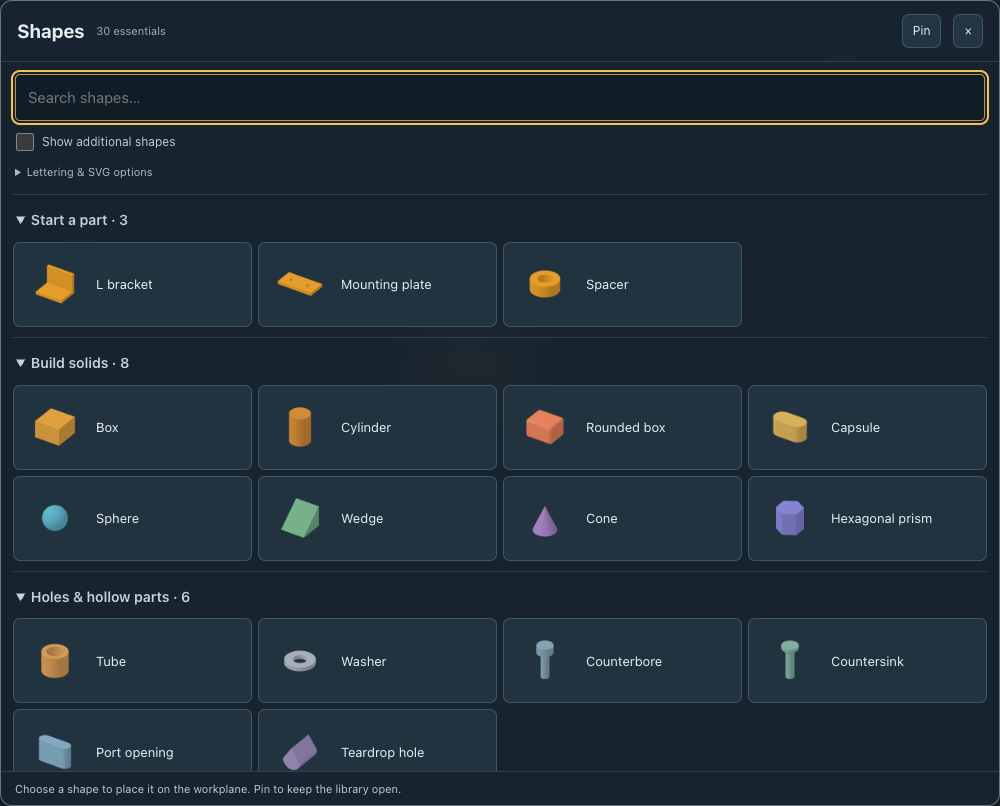 Shapes 30 essentials Pin ×
Search shapes...
Show additional shapes
Lettering & SVG options
Start a part · 3
L bracket Mounting plate Spacer
Build solids · 8
Box Cylinder Rounded box Capsule
Sphere Wedge Cone Hexagonal prism
Holes & hollow parts · 6
Tube Washer Counterbore Countersink
Port opening Teardrop hole
Choose a shape to place it on the workplane. Pin to keep the library open.